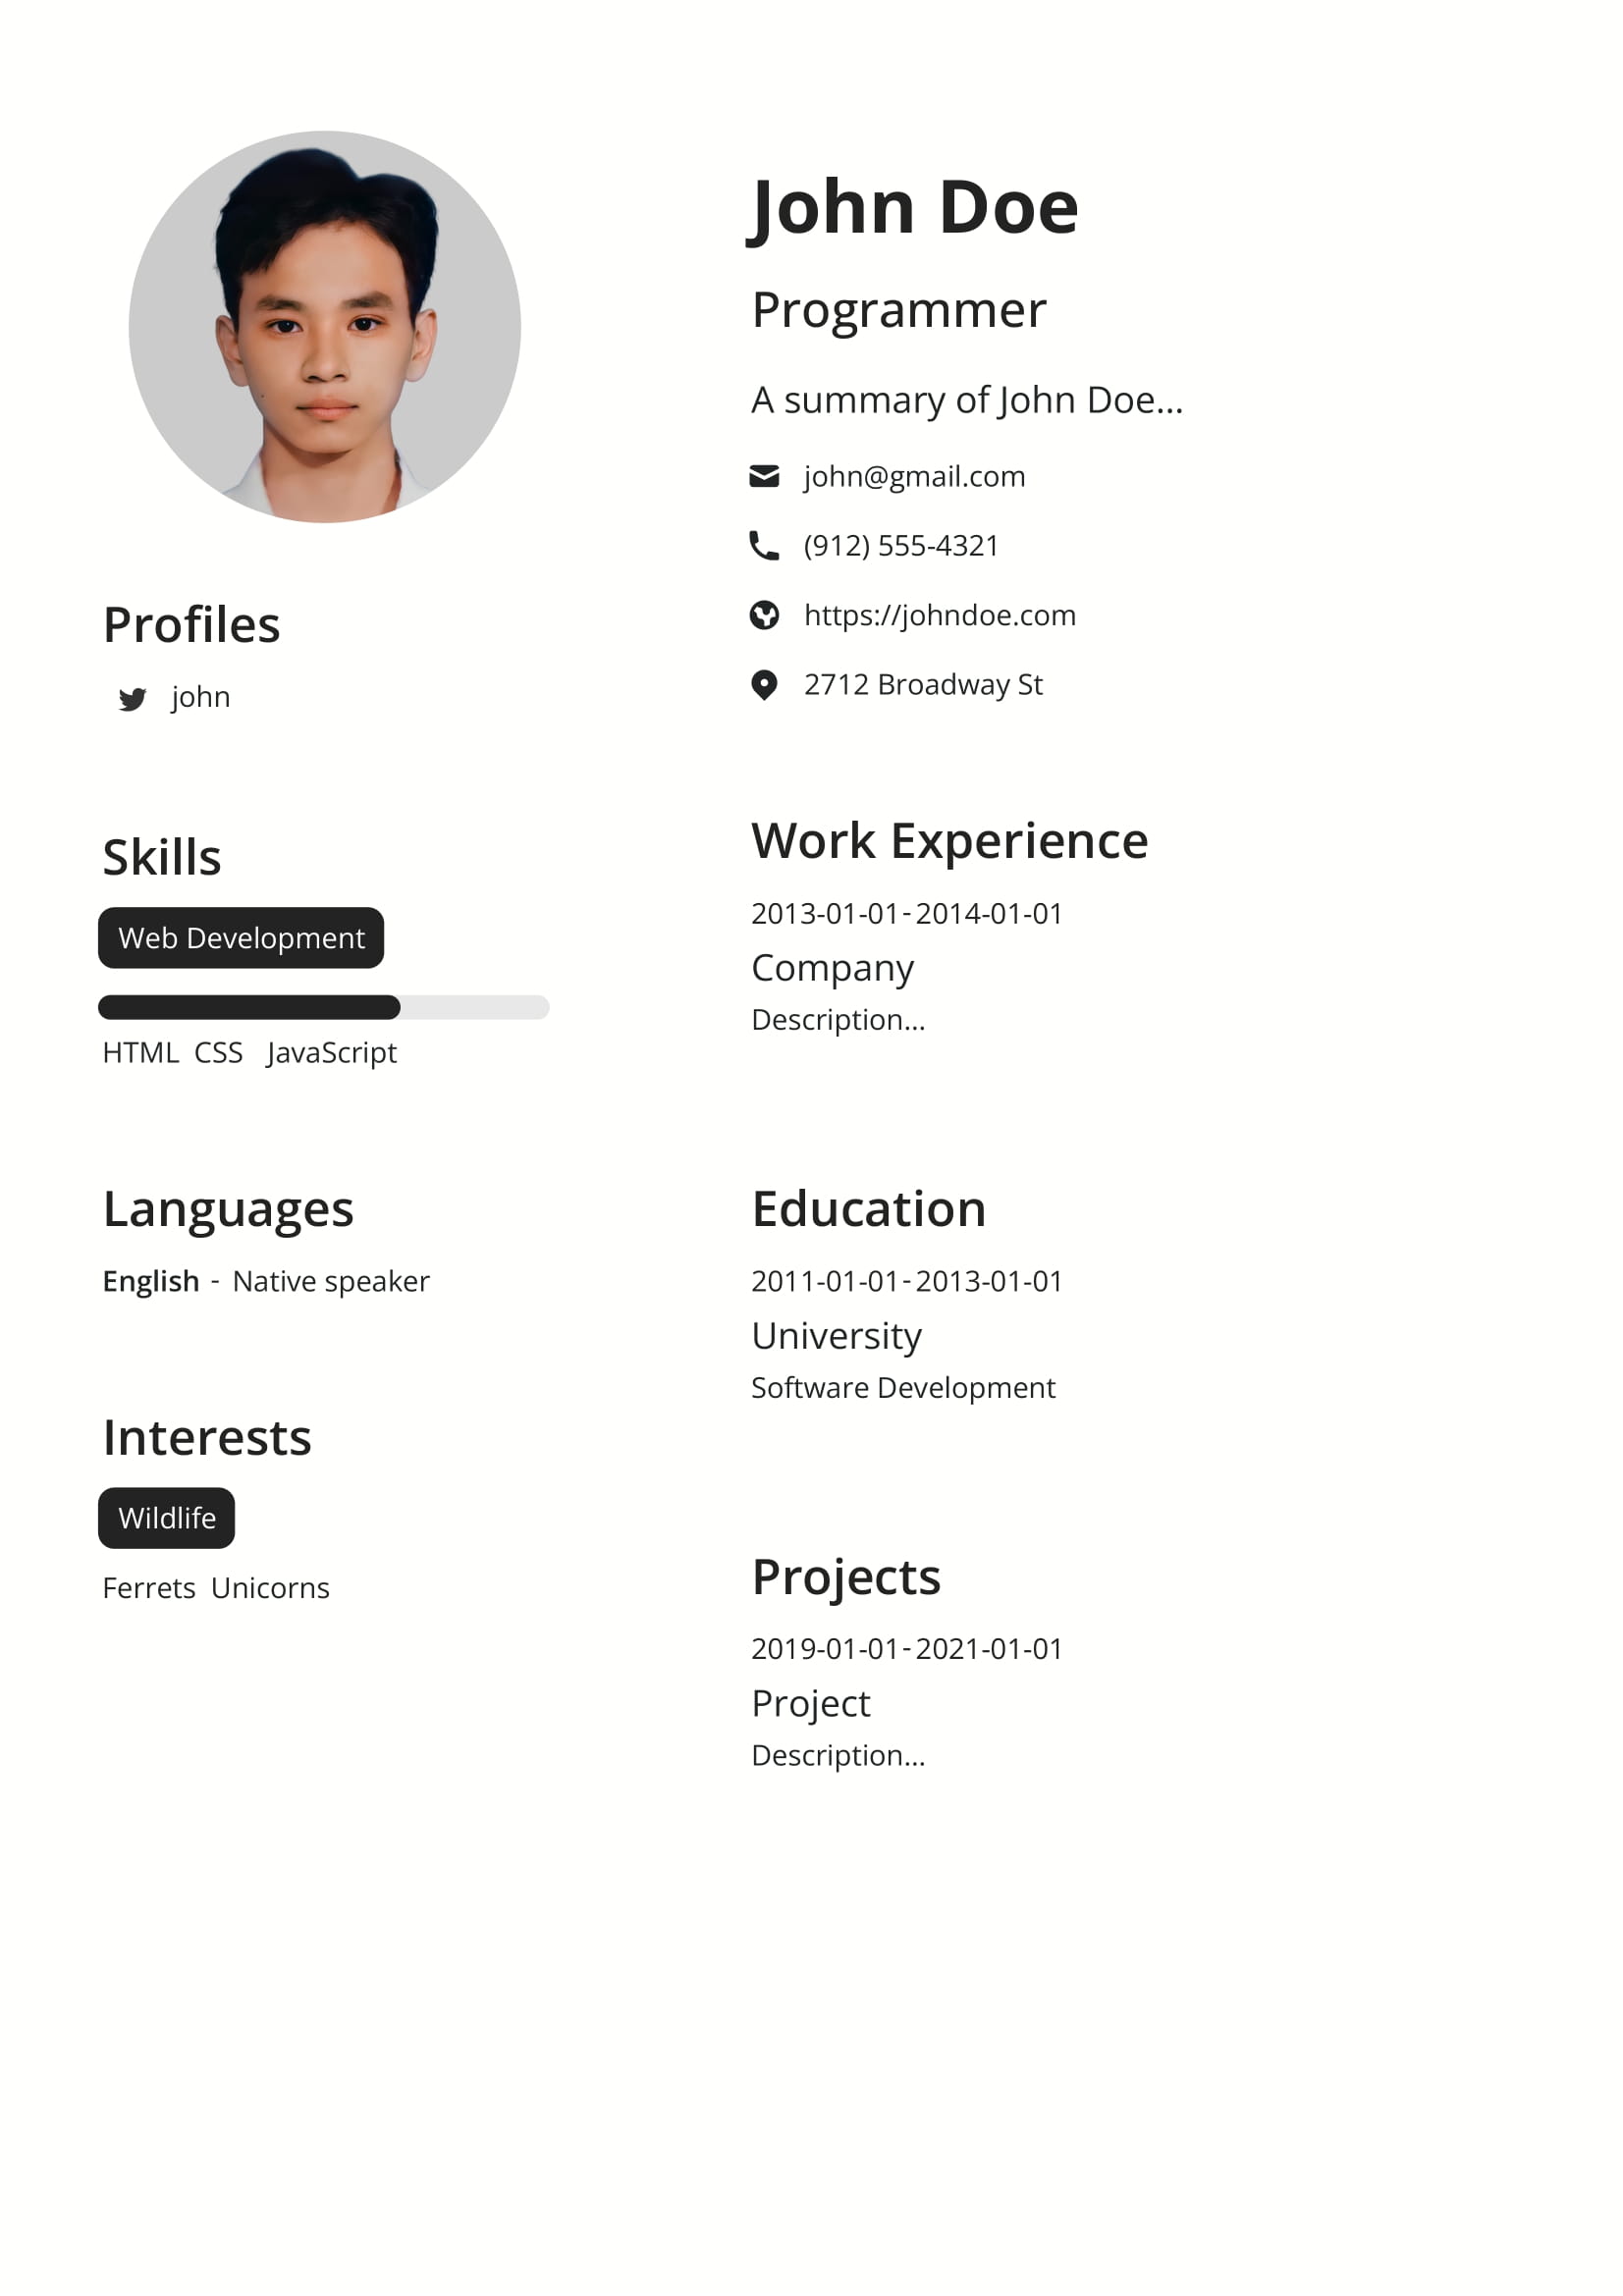 John Doe
Programmer
A summary of John Doe...
john@gmail.com
(912) 555-4321
https://johndoe.com
2712 Broadway St
Profiles
john
Skills
Web Development
HTML CSS JavaScript
Languages
English - Native speaker
Interests
Wildlife
Ferrets Unicorns
Work Experience
2013-01-01 - 2014-01-01
Company
Description...
Education
2011-01-01 - 2013-01-01
University
Software Development
Projects
2019-01-01 - 2021-01-01
Project
Description...